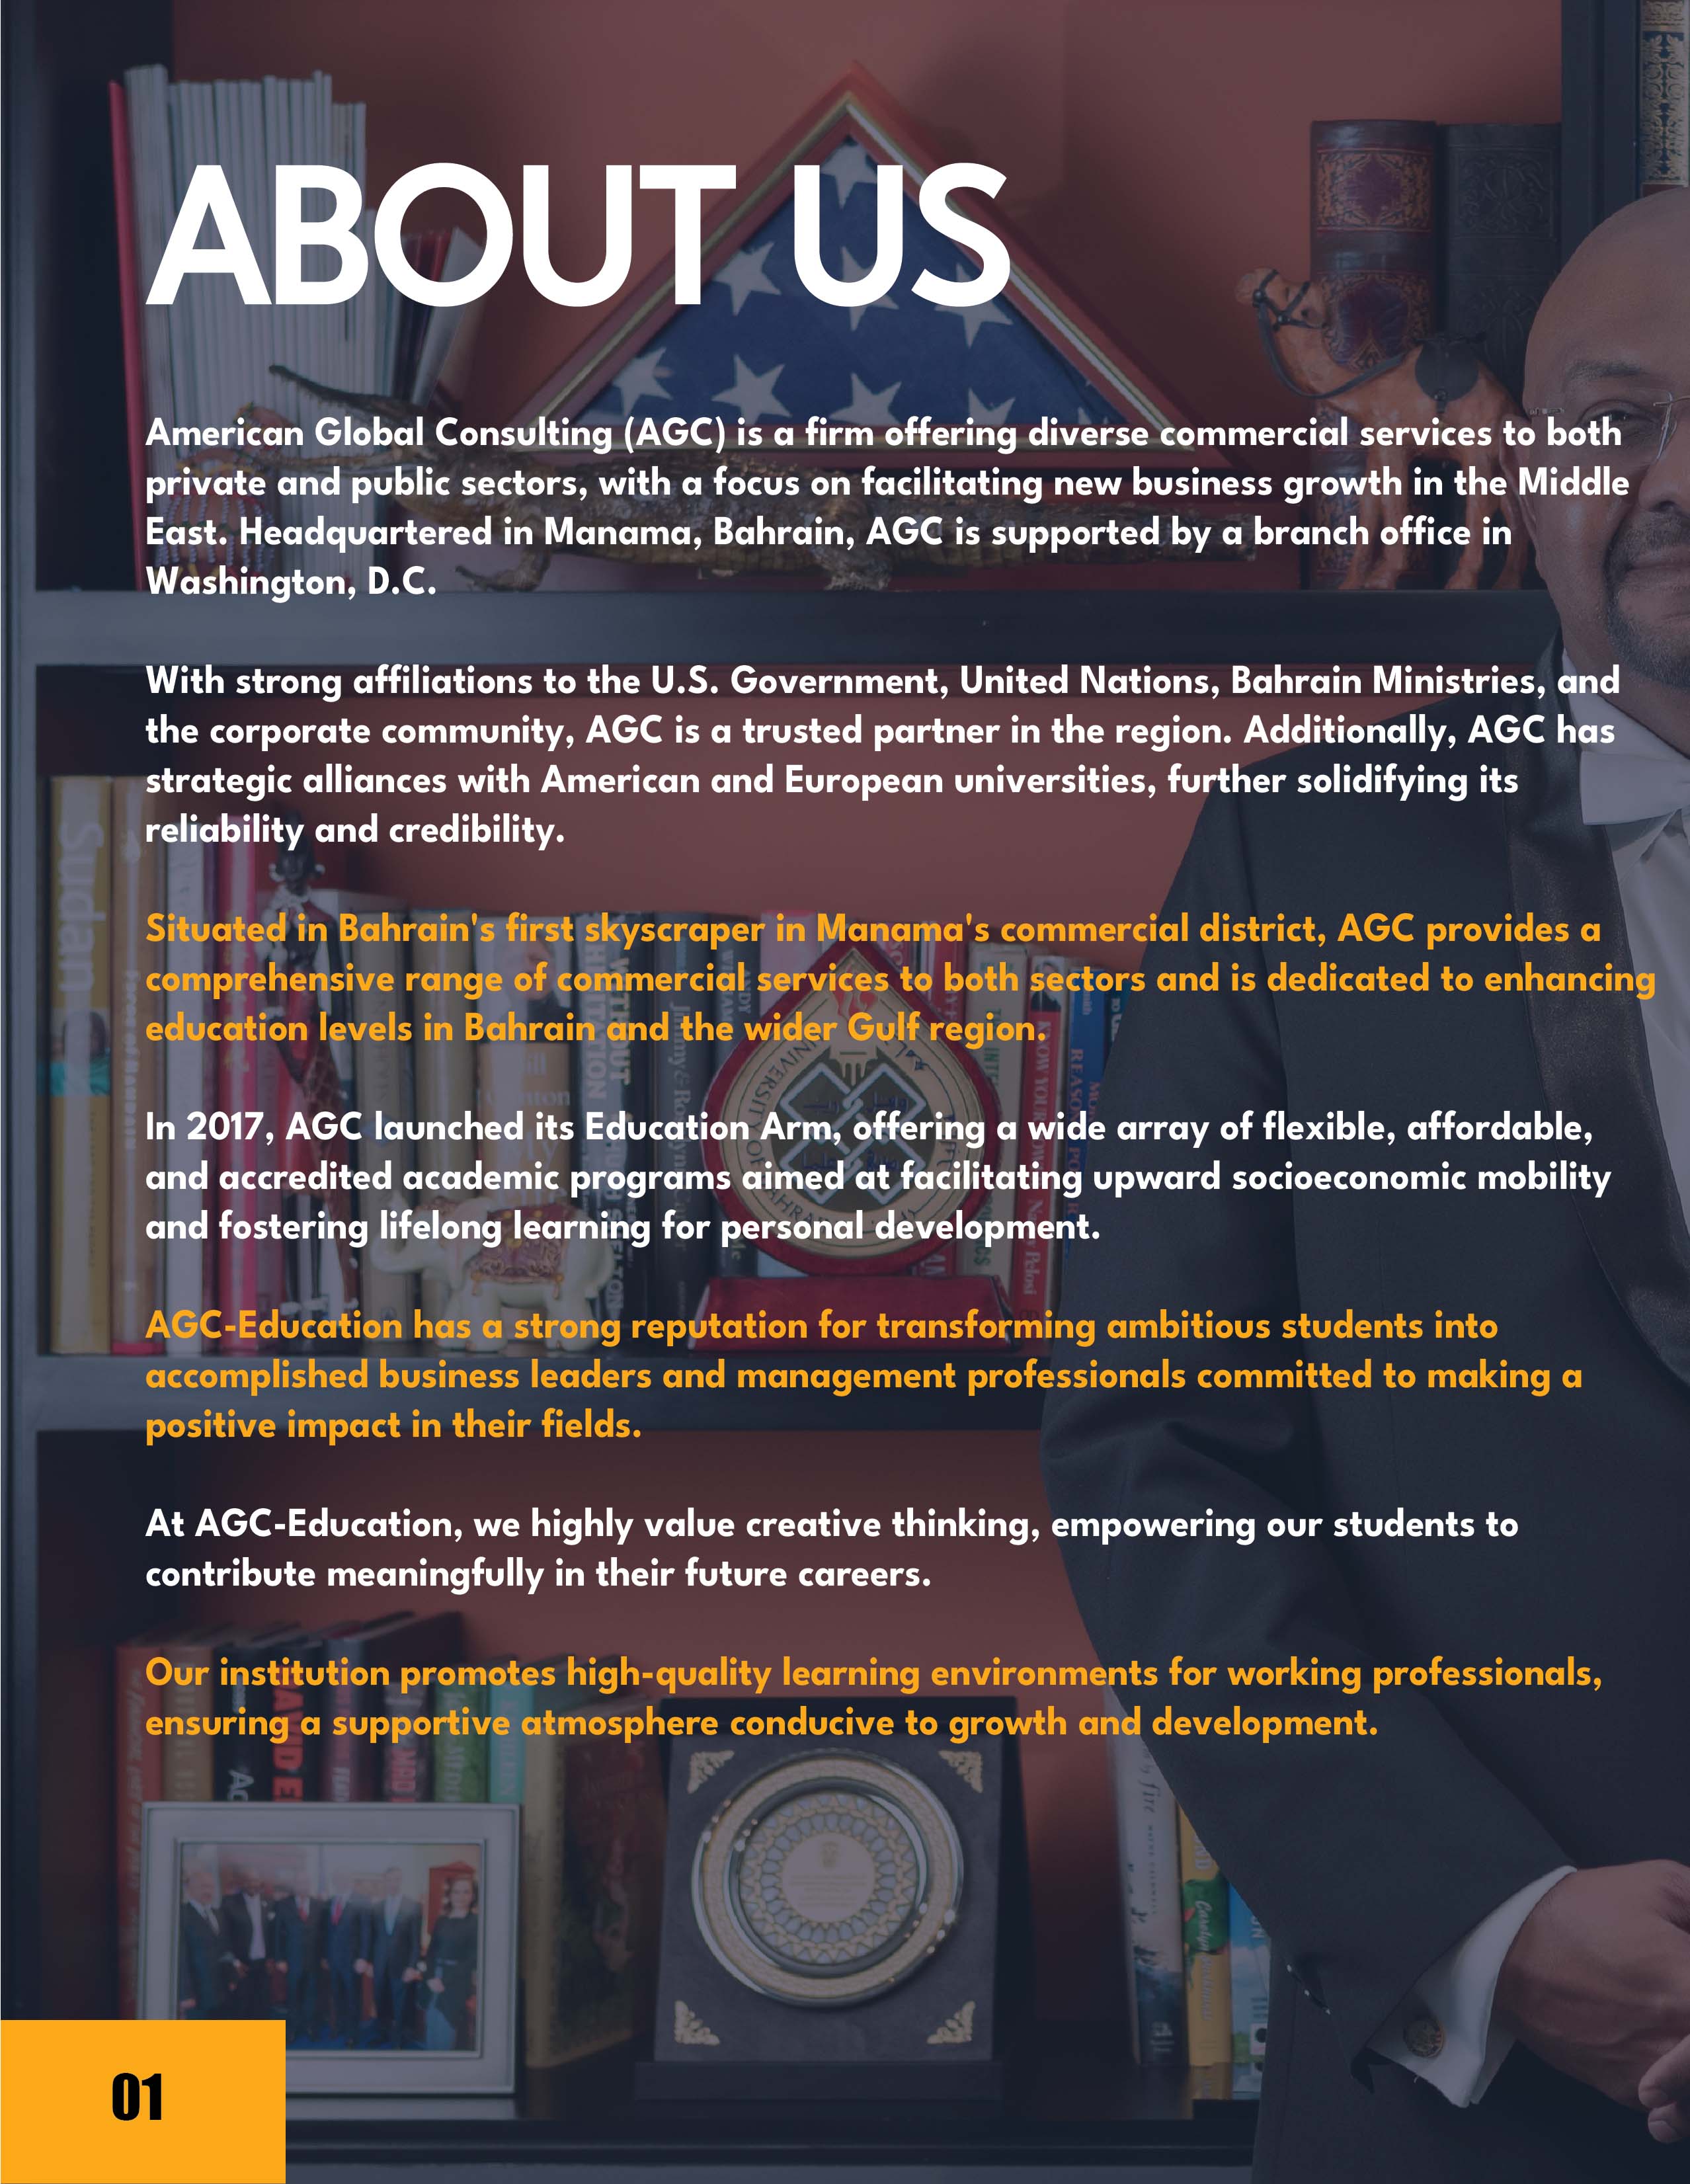 ABOUT US
American Global Consulting (AGC) is a firm offering diverse commercial services to both
private and public sectors, with a focus on facilitating new business growth in the Middle
East. Headquartered in Manama, Bahrain, AGC is supported by a branch office in
Washington, D.C.
With strong affiliations to the U.S. Government, United Nations, Bahrain Ministries, and
the corporate community, AGC is a trusted partner in the region. Additionally, AGC has
strategic alliances with American and European universities, further solidifying its
reliability and credibility.
Situated in Bahrain's first skyscraper in Manama's commercial district, AGC provides a
comprehensive range of commercial services to both sectors and is dedicated to enhancing
education levels in Bahrain and the wider Gulf region.
In 2017, AGC launched its Education Arm, offering a wide array of flexible, affordable,
and accredited academic programs aimed at facilitating upward socioeconomic mobility
and fostering lifelong learning for personal development.
AGC-Education has a strong reputation for transforming ambitious students into
accomplished business leaders and management professionals committed to making a
positive impact in their fields.
At AGC-Education, we highly value creative thinking, empowering our students to
contribute meaningfully in their future careers.
Our institution promotes high-quality learning environments for working professionals,
ensuring a supportive atmosphere conducive to growth and development.
Sudan
UNIVERSITY OF BAHRAIN
Pelosi
01